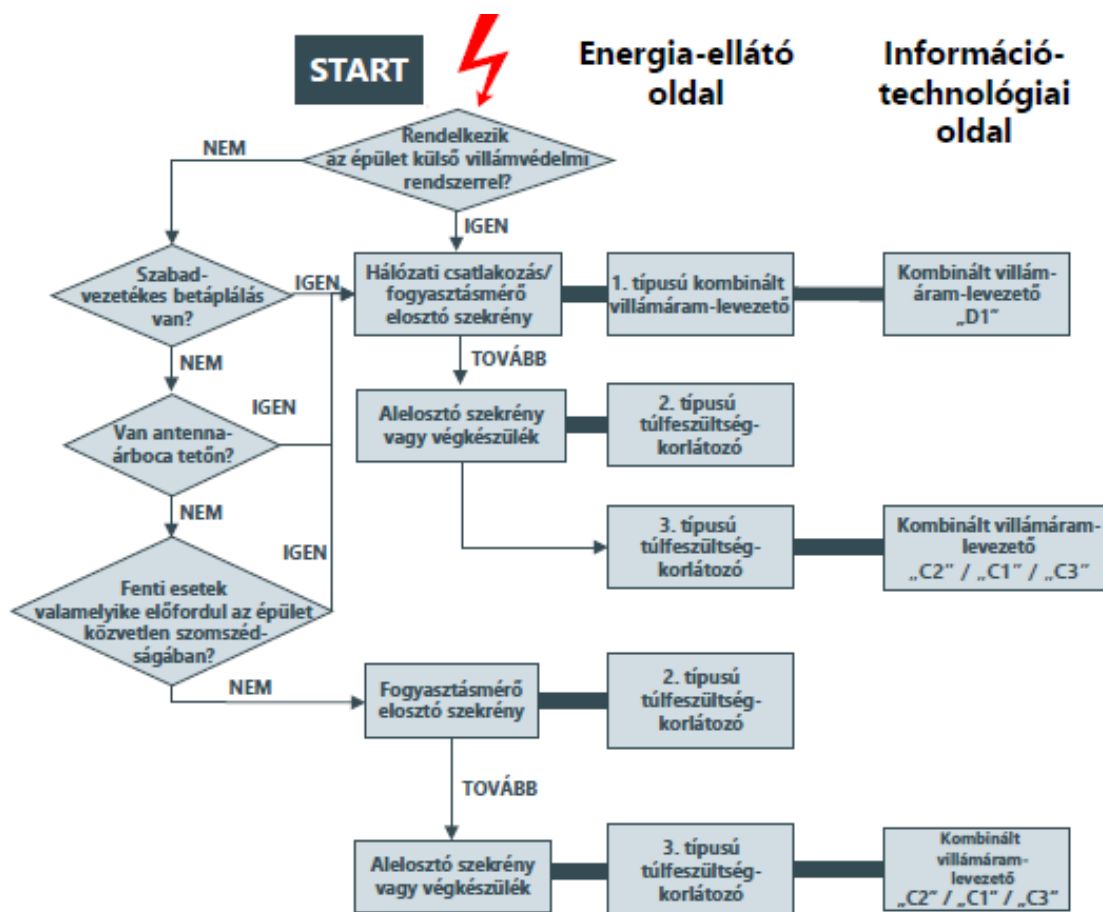 START
Energia-ellátó
oldal
Információ-
technológiai
oldal
Rendelkezik
az épület külső villámvédelmi
rendszerrel?
NEM
IGEN
Szabad-
vezetékes betáplálás
van?
IGEN
Hálózati csatlakozás/
fogyasztásmérő
elosztó szekrény
1. típusú kombinált
villámáram-levezető
Kombinált villám-
áram-levezető
„D1”
NEM
TOVÁBB
Van antenna-
árboca tetőn?
IGEN
Alelosztó szekrény
vagy végkészülék
2. típusú
túlfeszültség-
korlátozó
NEM
IGEN
3. típusú
túlfeszültség-
korlátozó
Kombinált villámáram-
levezető
„C2” / „C1” / „C3”
Fenti esetek
valamelyike előfordul az épület
közvetlen szomszéd-
ságában?
NEM
Fogyasztásmérő
elosztó szekrény
2. típusú
túlfeszültség-
korlátozó
TOVÁBB
Alelosztó szekrény
vagy végkészülék
3. típusú
túlfeszültség-
korlátozó
Kombinált
villámáram-
levezető
„C2” / „C1” / „C3”